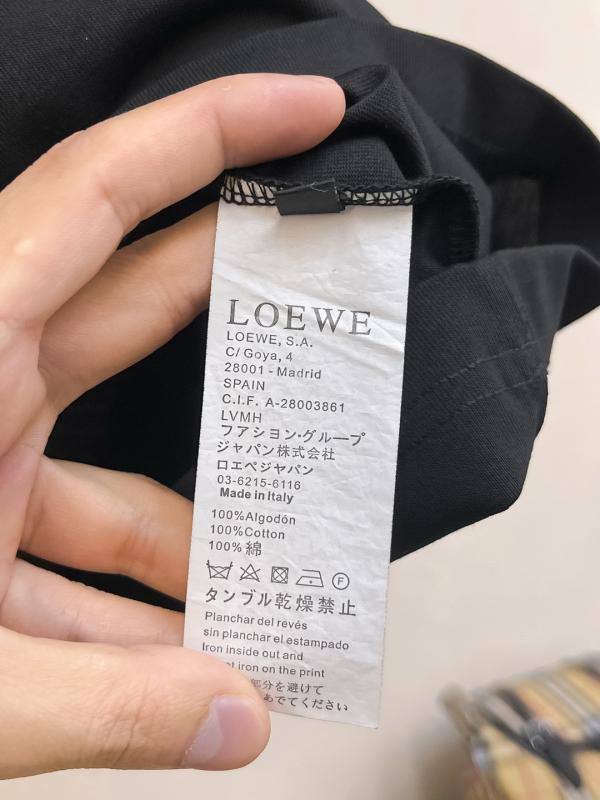 LOEWE
LOEWE, S.A.
C/ Goya, 4
28001 - Madrid
SPAIN
C.I.F. A-28003861
LVMH
フアシヨン・グループ
ジャパン株式会社
ロエベジャパン
03-6215-6116
Made in Italy
100%Algodón
100%Cotton
100% 綿
F
タンブル乾燥禁止
Planchar del revés
sin planchar el estampado
Iron inside out and
iron on the print
部分を避けて
あでてください